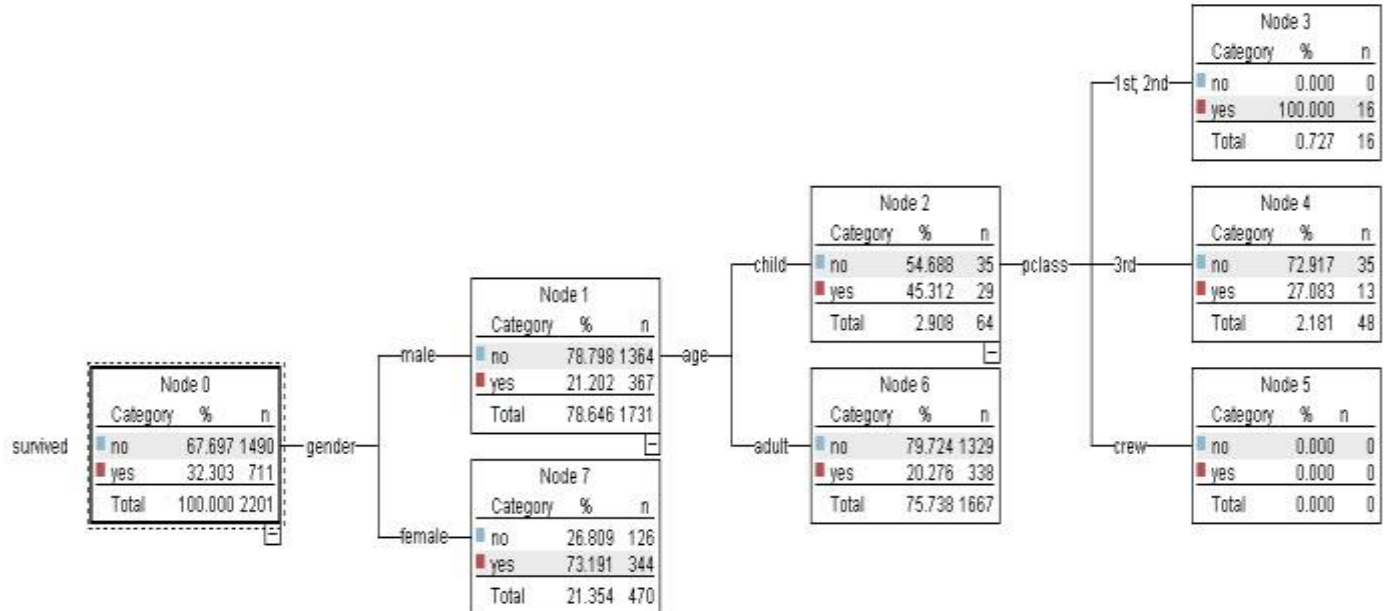 survived
Node 0
Category % n
no 67.697 1490
yes 32.303 711
Total 100.000 2201
gender
male
Node 1
Category % n
no 78.798 1364
yes 21.202 367
Total 78.646 1731
female
Node 7
Category % n
no 26.809 126
yes 73.191 344
Total 21.354 470
age
child
Node 2
Category % n
no 54.688 35
yes 45.312 29
Total 2.908 64
adult
Node 6
Category % n
no 79.724 1329
yes 20.276 338
Total 75.738 1667
pclass
1st; 2nd
Node 3
Category % n
no 0.000 0
yes 100.000 16
Total 0.727 16
3rd
Node 4
Category % n
no 72.917 35
yes 27.083 13
Total 2.181 48
crew
Node 5
Category % n
no 0.000 0
yes 0.000 0
Total 0.000 0